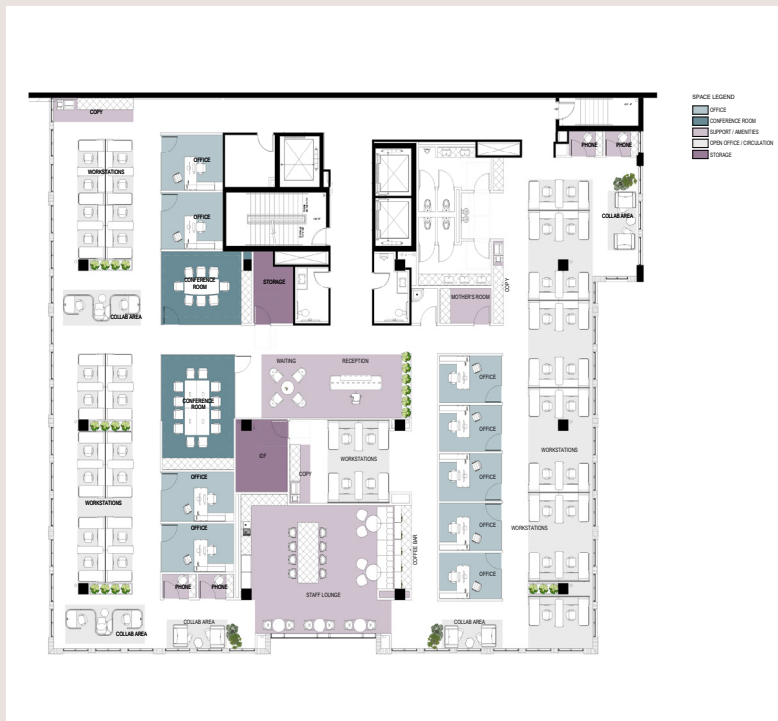 SPACE LEGEND
OFFICE
CONFERENCE ROOM
SUPPORT / AMENITIES
OPEN OFFICE / CIRCULATION
STORAGE
COPY
PHONE
PHONE
OFFICE
WORKSTATIONS
OFFICE
COLLAB AREA
CONFERENCE
ROOM
STORAGE
COPY
MOTHER'S ROOM
COLLAB AREA
WAITING
RECEPTION
OFFICE
CONFERENCE
ROOM
OFFICE
IDF
WORKSTATIONS
WORKSTATIONS
COPY
OFFICE
OFFICE
WORKSTATIONS
OFFICE
OFFICE
WORKSTATIONS
COFFEE BAR
OFFICE
PHONE
PHONE
STAFF LOUNGE
COLLAB AREA
COLLAB AREA
COLLAB AREA